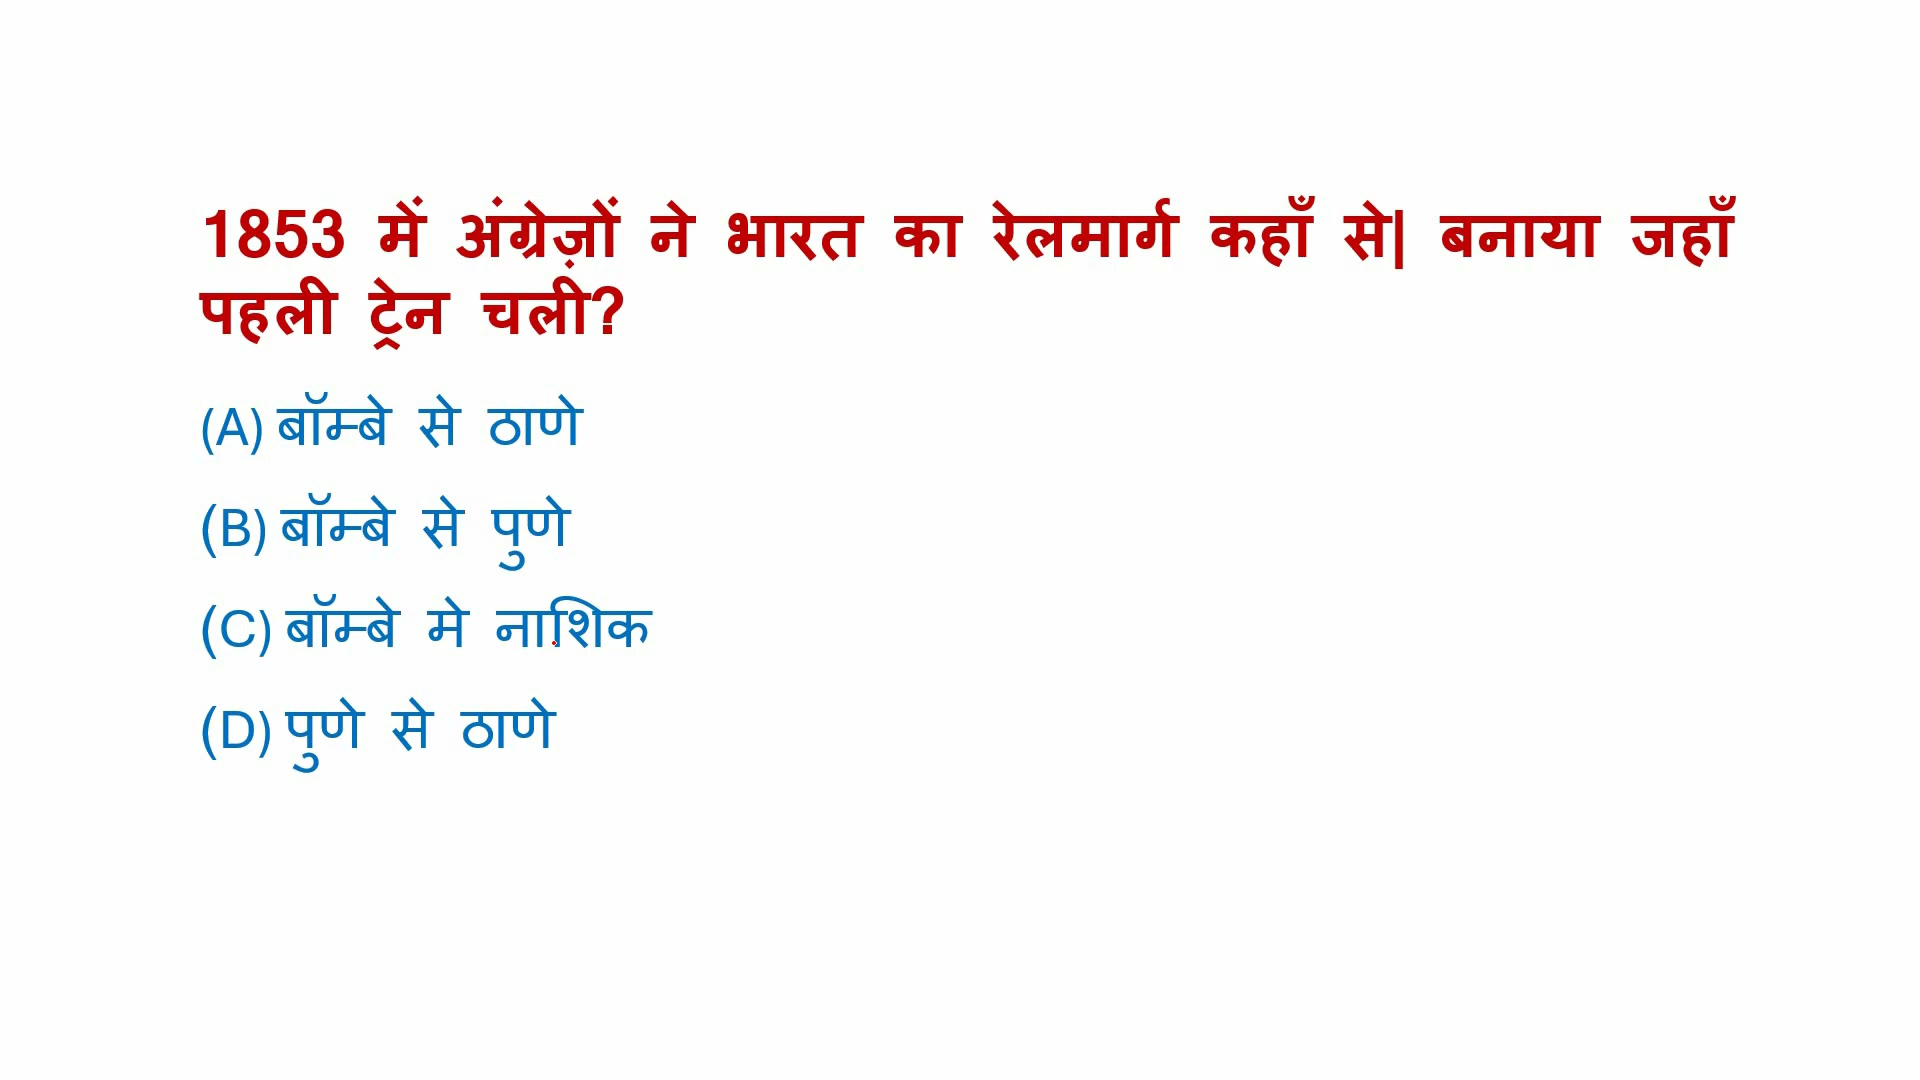 1853 में अंग्रेज़ों ने भारत का रेलमार्ग कहाँ से| बनाया जहाँ
पहली ट्रेन चली?
(A) बॉम्बे से ठाणे
(B) बॉम्बे से पुणे
(C) बॉम्बे मे नाशिक
(D) पुणे से ठाणे